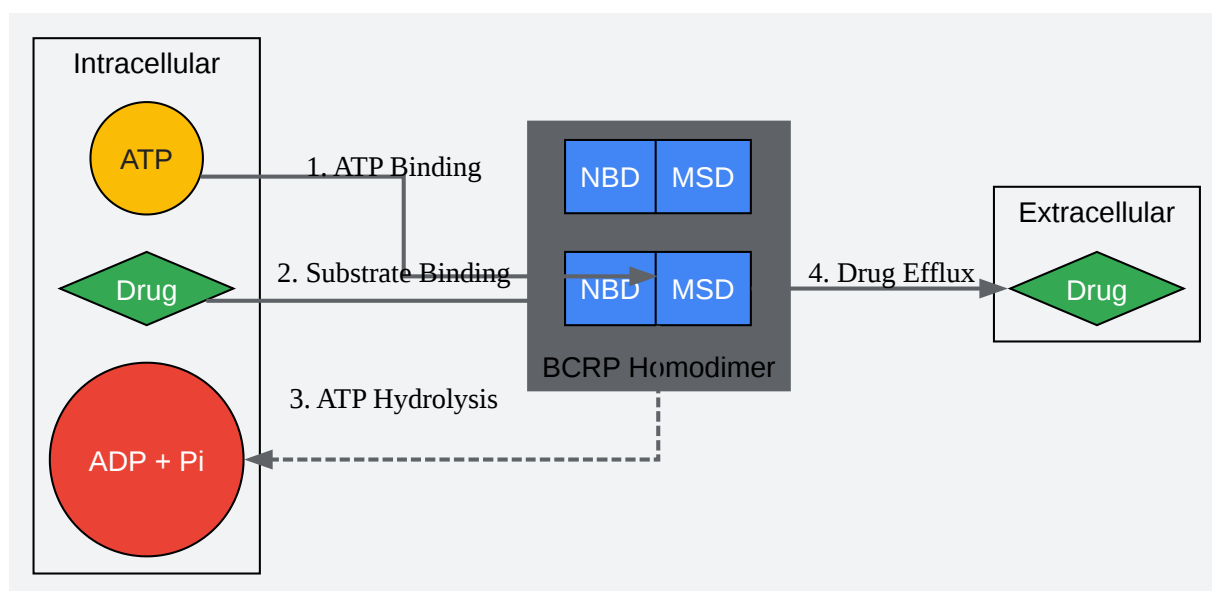 Intracellular
ATP
1. ATP Binding
NBD
MSD
Extracellular
Drug
2. Substrate Binding
NBD
MSD
4. Drug Efflux
Drug
BCRP Homodimer
3. ATP Hydrolysis
ADP + Pi